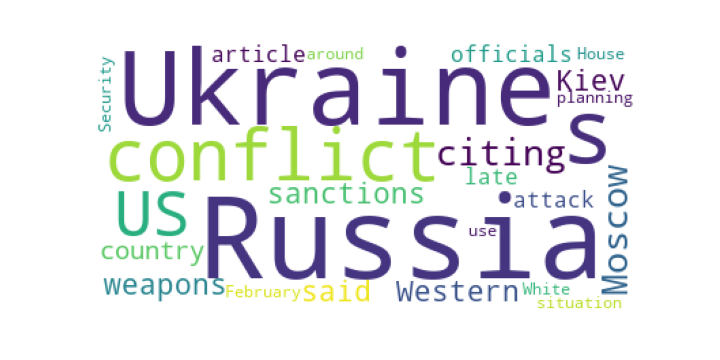 article around officials House
Ukraine Kiev
planning
Security
conflict citing s
sanctions late
US attack
Moscow
country Russia use
weapons February said Western White
situation